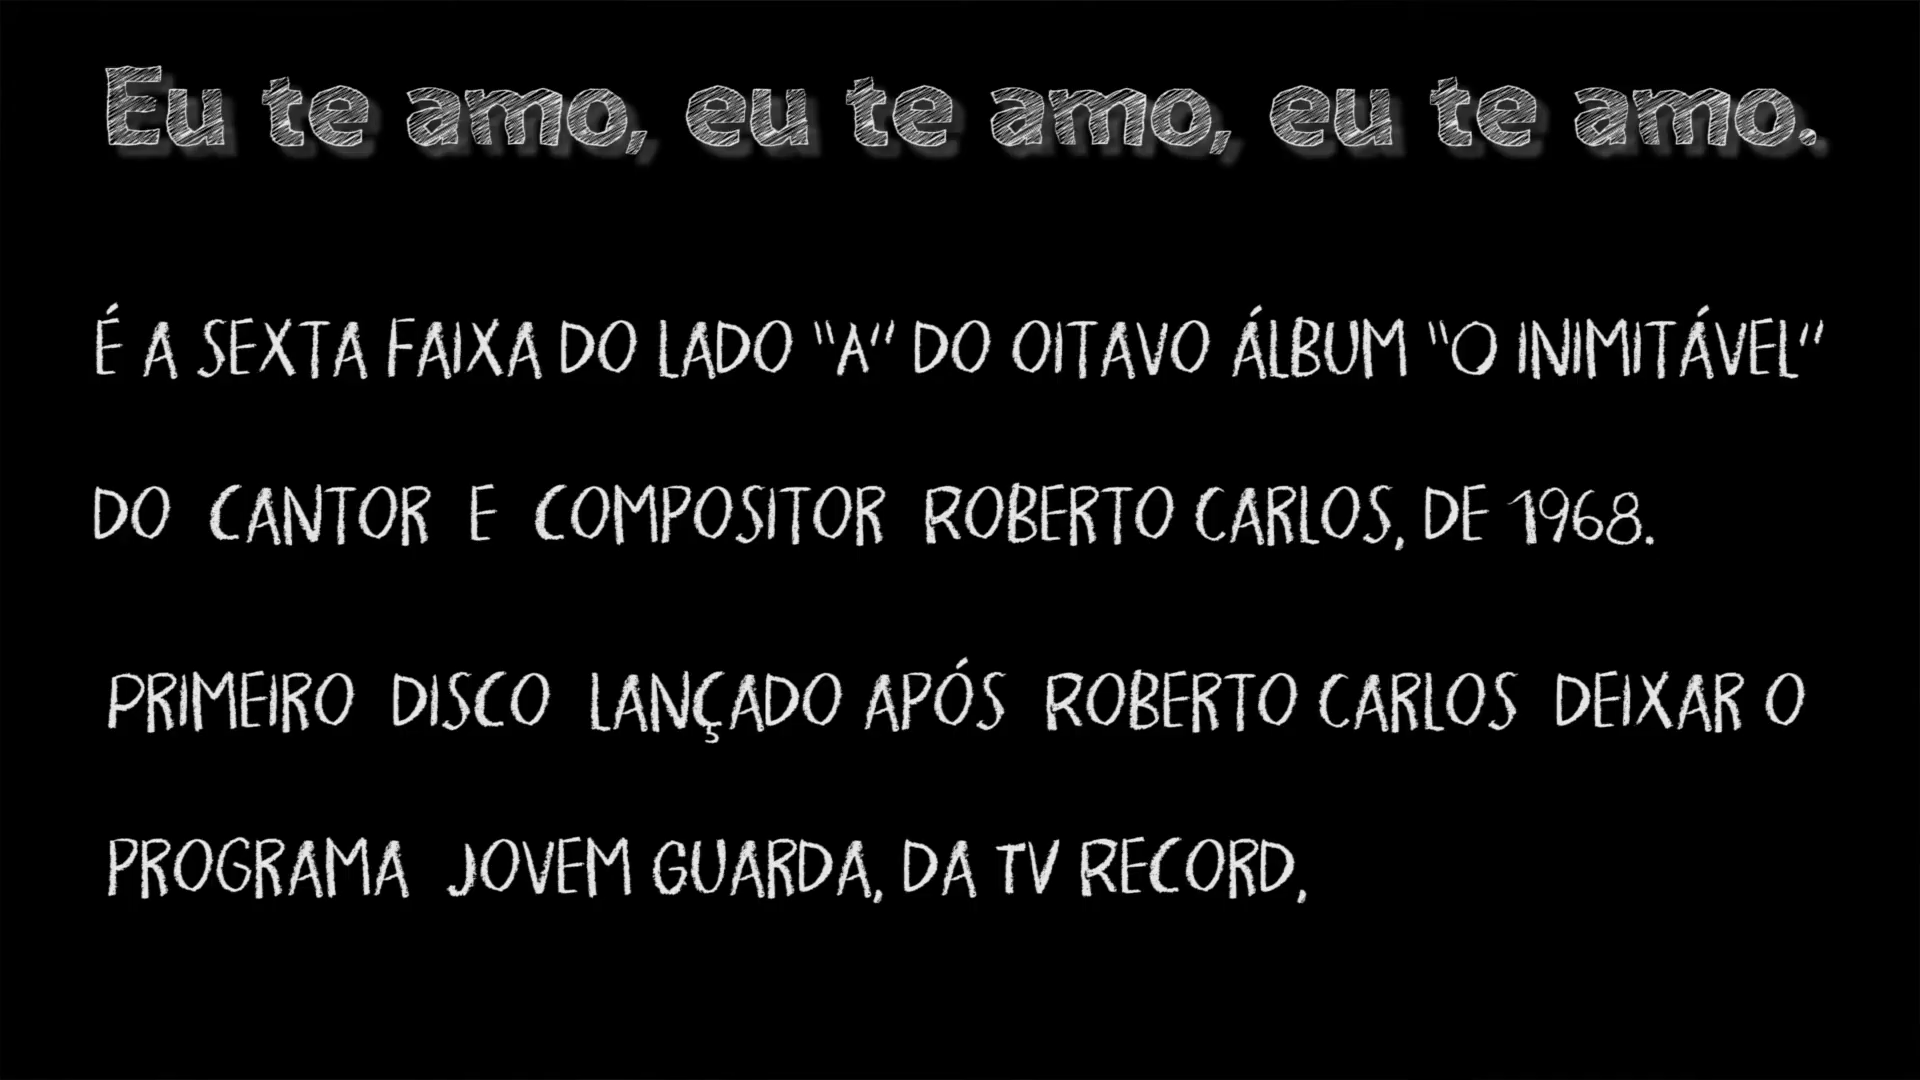 Eu te amo, eu te amo, eu te amo.
É A SEXTA FAIXA DO LADO "A" DO OITAVO ÁLBUM "O INIMITÁVEL"
DO CANTOR E COMPOSITOR ROBERTO CARLOS, DE 1968.
PRIMEIRO DISCO LANÇADO APÓS ROBERTO CARLOS DEIXAR O
PROGRAMA JOVEM GUARDA, DA TV RECORD,